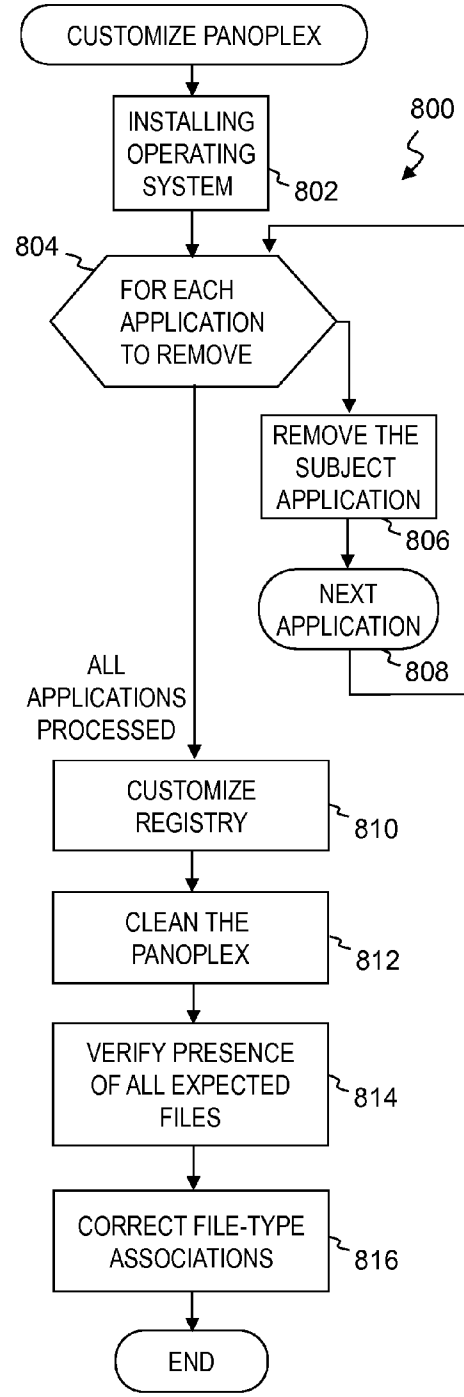 CUSTOMIZE PANOPLEX
800
INSTALLING
OPERATING
SYSTEM
802
804
FOR EACH
APPLICATION
TO REMOVE
REMOVE THE
SUBJECT
APPLICATION
806
NEXT
APPLICATION
808
ALL
APPLICATIONS
PROCESSED
CUSTOMIZE
REGISTRY
810
CLEAN THE
PANOPLEX
812
VERIFY PRESENCE
OF ALL EXPECTED
FILES
814
CORRECT FILE-TYPE
ASSOCIATIONS
816
END